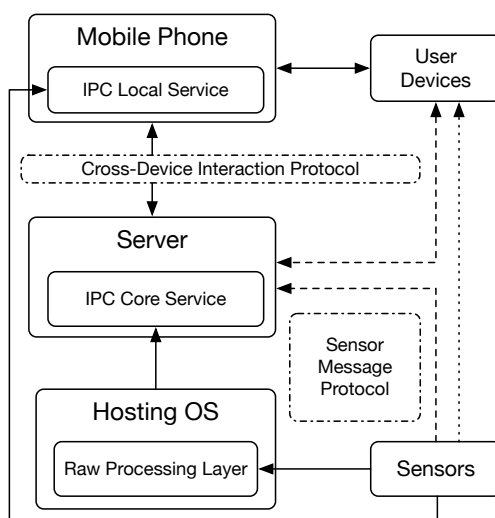 Mobile Phone
IPC Local Service
User
Devices
Cross-Device Interaction Protocol
Server
IPC Core Service
Sensor
Message
Protocol
Hosting OS
Raw Processing Layer
Sensors